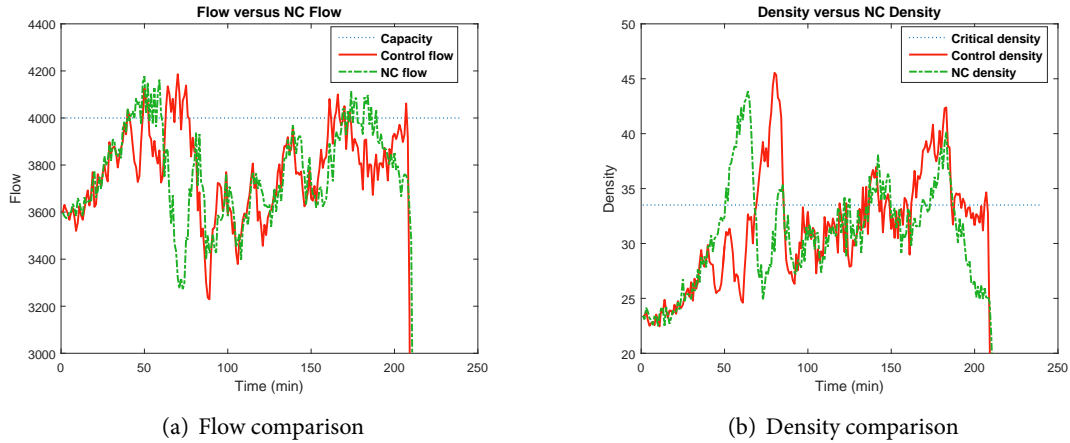 Flow versus NC Flow
4400
4200
4000
3800
3600
3400
3200
3000
Flow
0 50 100 150 200 250
Time (min)
Capacity
Control flow
NC flow
(a) Flow comparison
Density versus NC Density
50
45
40
35
30
25
20
Density
0 50 100 150 200 250
Time (min)
Critical density
Control density
NC density
(b) Density comparison